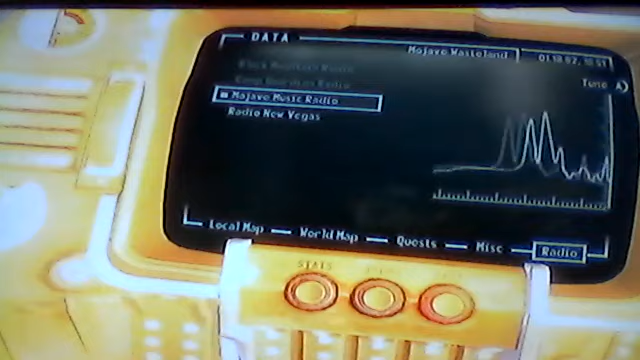 DATA
Mojave Wasteland
Tune A)
Mojave Music Radio
Radio New Vegas
Local Map
World Map
Quests
Misc
Radio
STATS